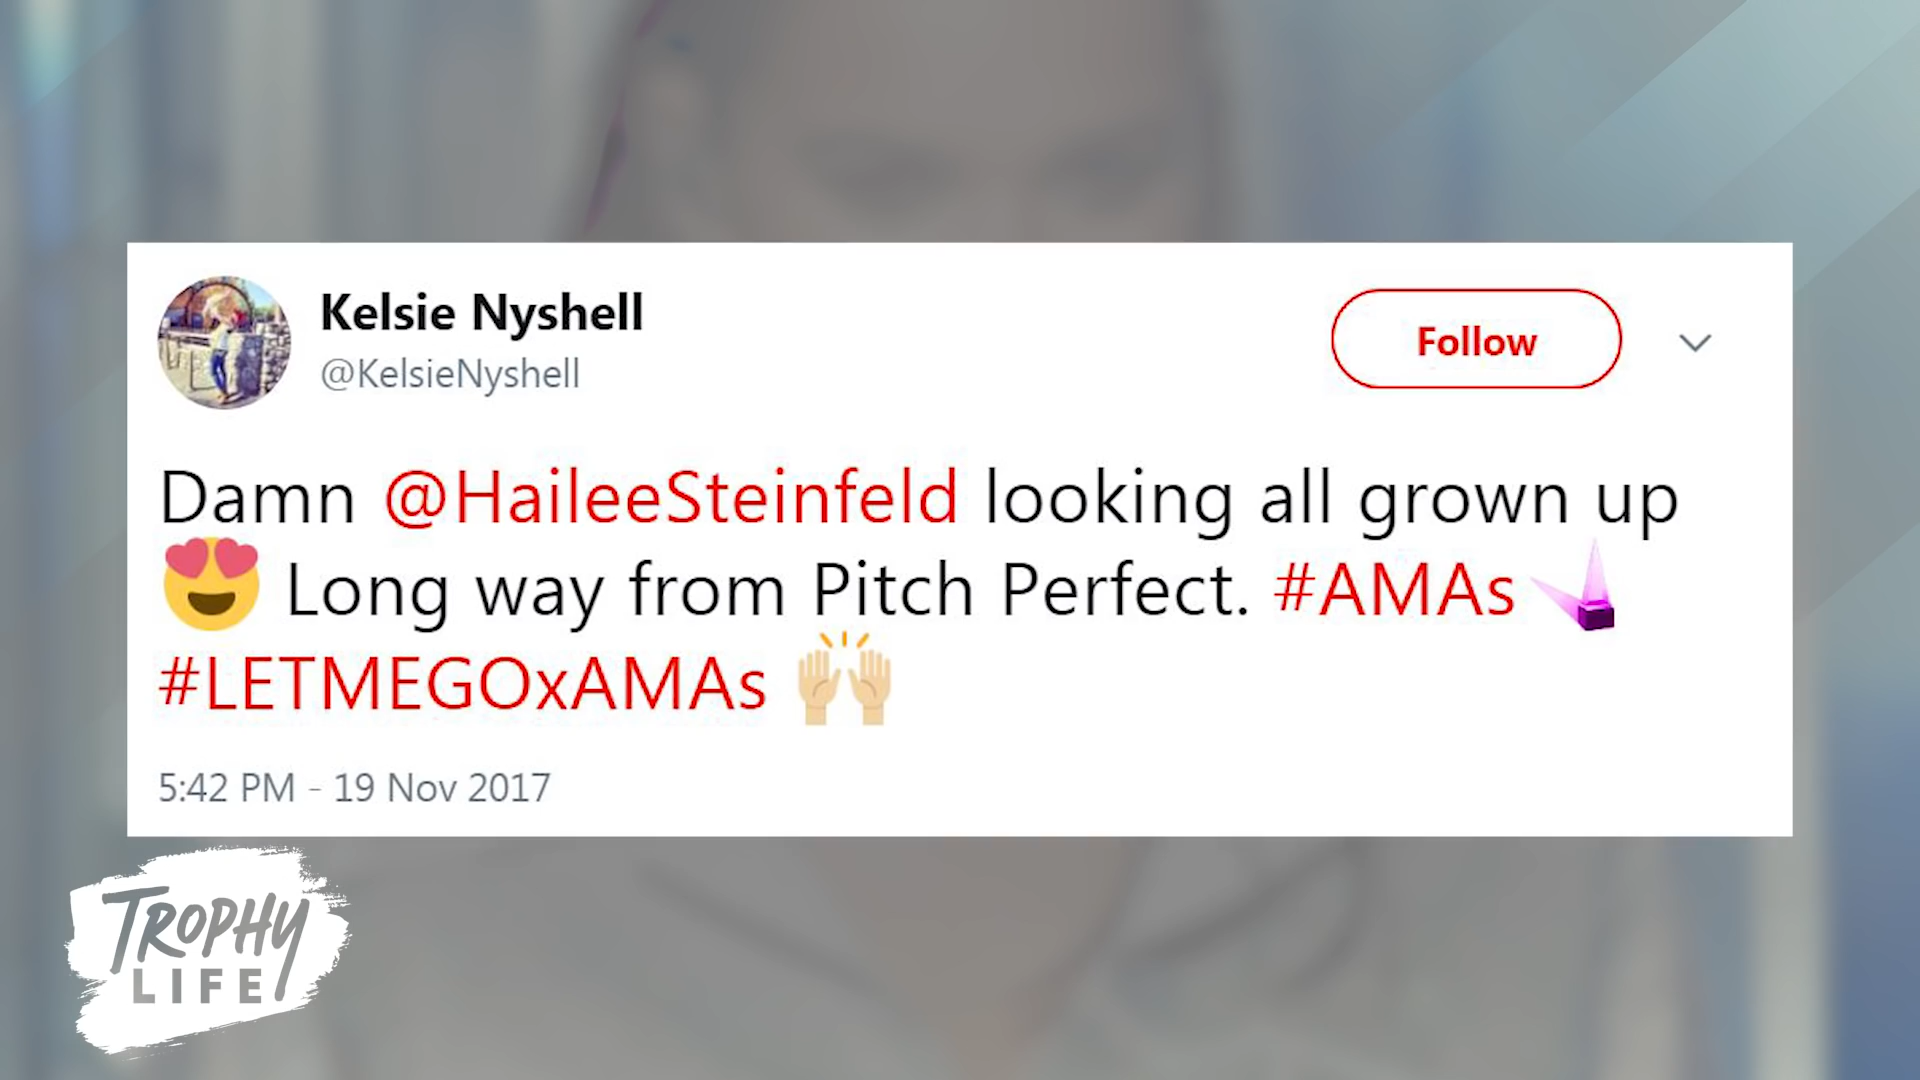 Kelsie Nyshell
@KelsieNyshell
Follow
Damn @HaileeSteinfeld looking all grown up
😍 Long way from Pitch Perfect. #AMAs
#LETMEGOxAMAs 🙌🏼
5:42 PM - 19 Nov 2017
TROPHY
LIFE